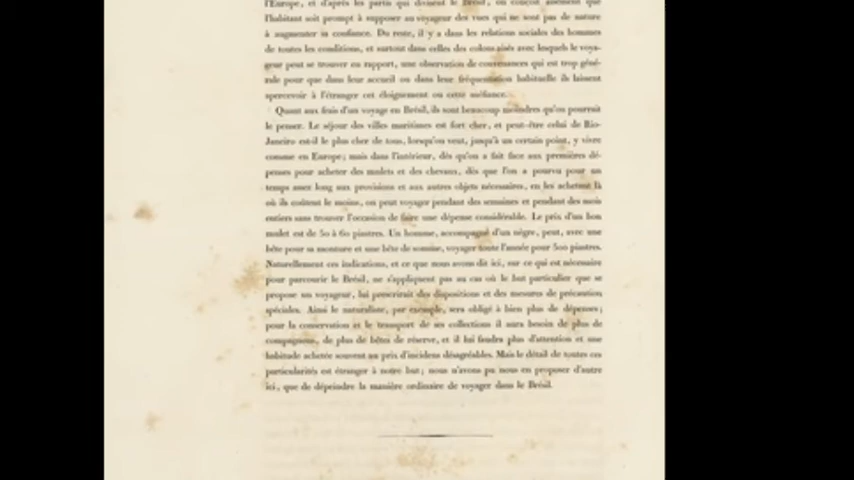 l'Europe, et d'après les partis qui divisent le Brésil, on conçoit aisément que
l'habitant soit prompt à supposer au voyageur des vues qui ne sont pas de nature
à augmenter sa confiance. Du reste, il y a dans les relations sociales des hommes
de toutes les conditions, et surtout dans celles des colons aisés avec lesquels le voya-
geur peut se trouver en rapport, une observation de convenances qui est trop géné-
rale pour que dans leur accueil ou dans leur fréquentation habituelle ils laissent
apercevoir à l'étranger cet éloignement ou cette méfiance.
Quant aux frais d'un voyage en Brésil, ils sont beaucoup moindres qu'on pourrait
le penser. Le séjour des villes maritimes est fort cher, et peut-être celui de Rio-
Janeiro est-il le plus cher de tous, lorsqu'on veut, jusqu'à un certain point, y vivre
comme en Europe; mais dans l'intérieur, dès qu'on a fait face aux premières dé-
penses pour acheter des mulets et des chevaux, dès que l'on a pourvu pour un
temps assez long aux provisions et aux autres objets nécessaires, en les achetant là
où ils coûtent le moins, on peut voyager pendant des semaines et pendant des mois
entiers sans trouver l'occasion de faire une dépense considérable. Le prix d'un bon
mulet est de 50 à 60 piastres. Un homme, accompagné d'un nègre, peut, avec une
bête pour sa monture et une bête de somme, voyager toute l'année pour 500 piastres.
Naturellement ces indications, et ce que nous avons dit ici, sur ce qui est nécessaire
pour parcourir le Brésil, ne s'appliquent pas au cas où le but particulier que se
propose un voyageur, lui prescrirait des dispositions et des mesures de précaution
spéciales. Ainsi le naturaliste, par exemple, sera obligé à bien plus de dépenses;
pour la conservation et le transport de ses collections il aura besoin de plus de
compagnons, de plus de bêtes de réserve, et il lui faudra plus d'attention et une
habitude achetée souvent au prix d'incidens désagréables. Mais le détail de toutes ces
particularités est étranger à notre but; nous n'avons pu nous en proposer d'autre
ici, que de dépeindre la manière ordinaire de voyager dans le Brésil.